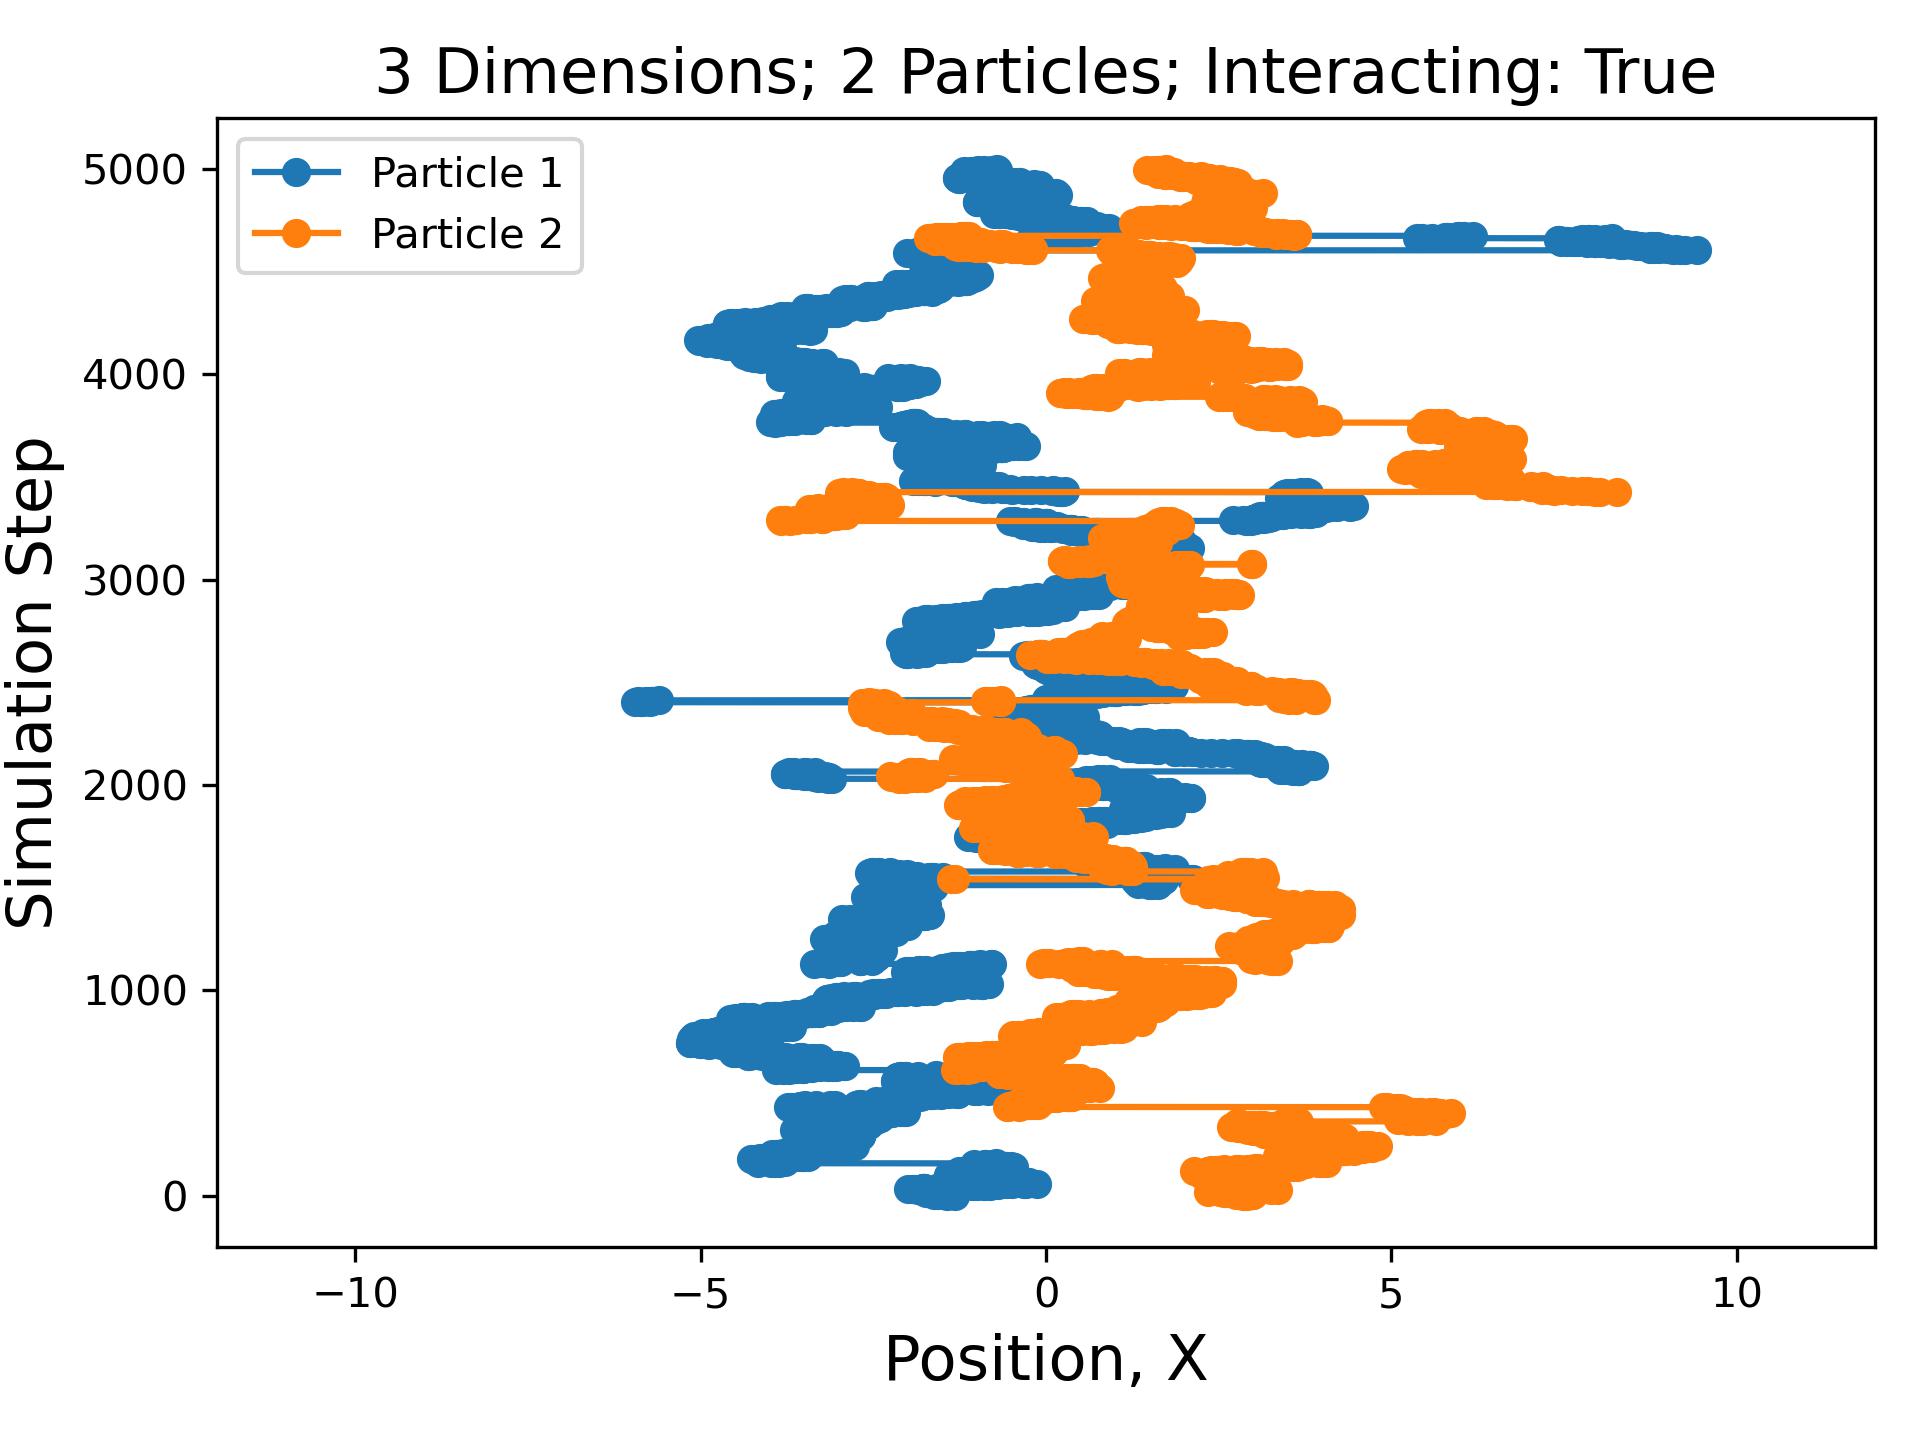 3 Dimensions; 2 Particles; Interacting: True
Particle 1
Particle 2
5000
4000
3000
2000
1000
0
Simulation Step
−10
−5
0
5
10
Position, X